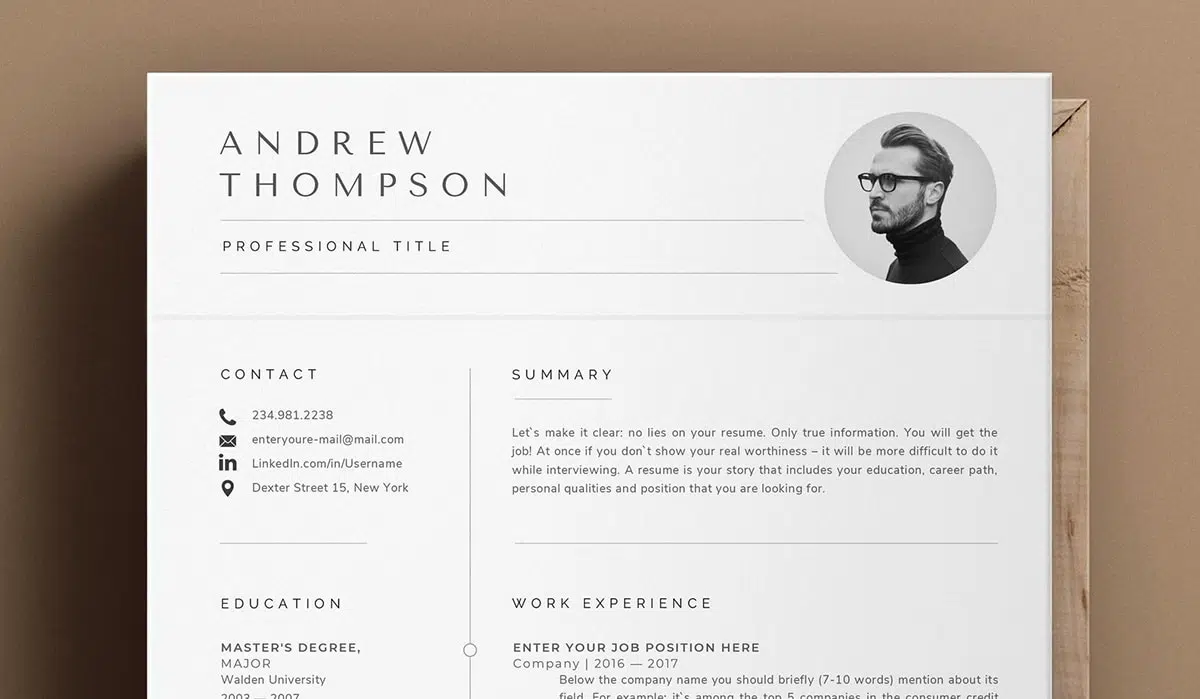 ANDREW
THOMPSON
PROFESSIONAL TITLE
CONTACT
234.981.2238
enteryoure-mail@mail.com
LinkedIn.com/in/Username
Dexter Street 15, New York
EDUCATION
MASTER'S DEGREE,
MAJOR
Walden University
2003 — 2007
SUMMARY
Let`s make it clear: no lies on your resume. Only true information. You will get the
job! At once if you don`t show your real worthiness – it will be more difficult to do it
while interviewing. A resume is your story that includes your education, career path,
personal qualities and position that you are looking for.
WORK EXPERIENCE
ENTER YOUR JOB POSITION HERE
Company | 2016 — 2017
Below the company name you should briefly (7-10 words) mention about its
field. For example: it`s among the top 5 companies in the consumer credit